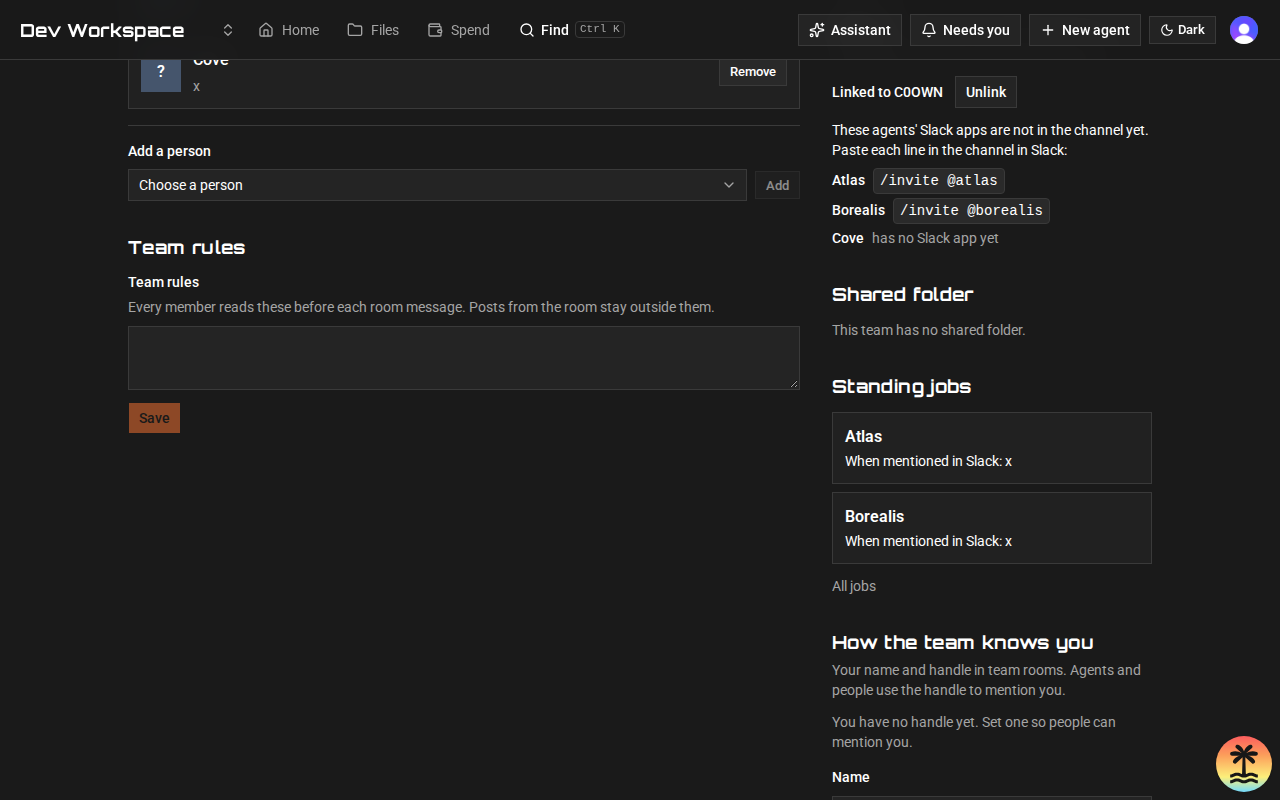 Dev Workspace
Home
Files
Spend
Find
Ctrl K
Assistant
Needs you
New agent
Dark
?
Cove
x
Remove
Add a person
Choose a person
Add
Team rules
Team rules
Every member reads these before each room message. Posts from the room stay outside them.
Save
Linked to C0OWN
Unlink
These agents' Slack apps are not in the channel yet.
Paste each line in the channel in Slack:
Atlas /invite @atlas
Borealis /invite @borealis
Cove has no Slack app yet
Shared folder
This team has no shared folder.
Standing jobs
Atlas
When mentioned in Slack: x
Borealis
When mentioned in Slack: x
All jobs
How the team knows you
Your name and handle in team rooms. Agents and
people use the handle to mention you.
You have no handle yet. Set one so people can
mention you.
Name